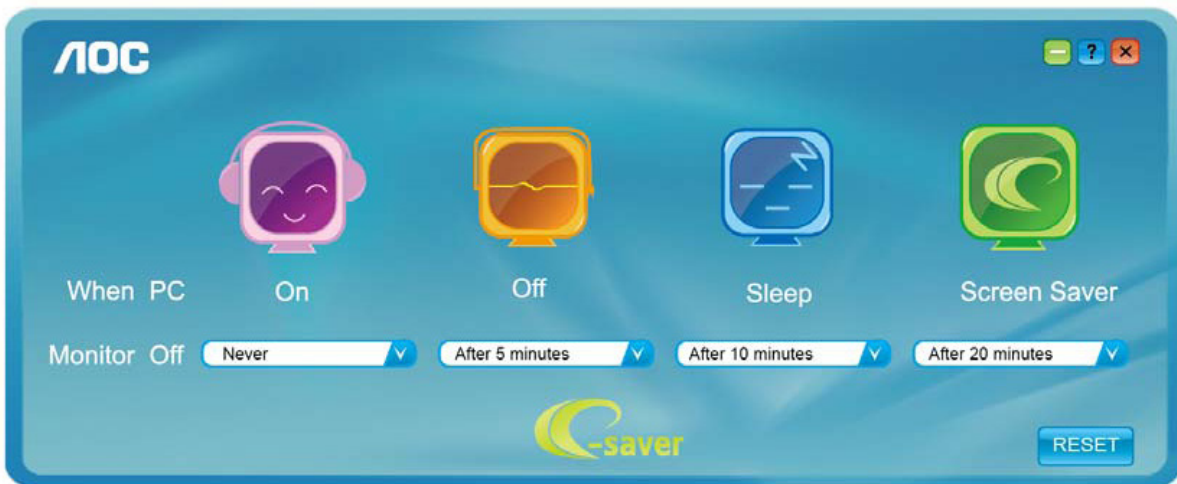 AOC
?
When PC On Off Sleep Screen Saver
Monitor Off Never After 5 minutes After 10 minutes After 20 minutes
e-saver
RESET